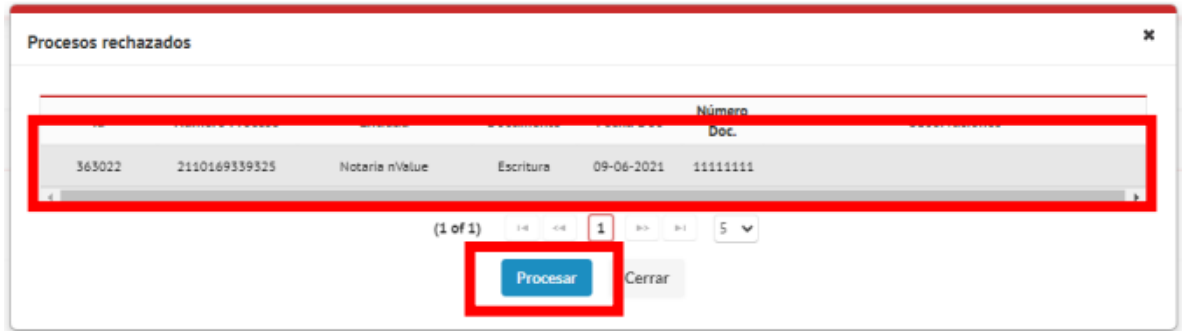 Procesos rechazados
Número
Doc.
363022 2110169339325 Notaria nValue Escritura 09-06-2021 11111111
(1 of 1) 1 5
Procesar Cerrar